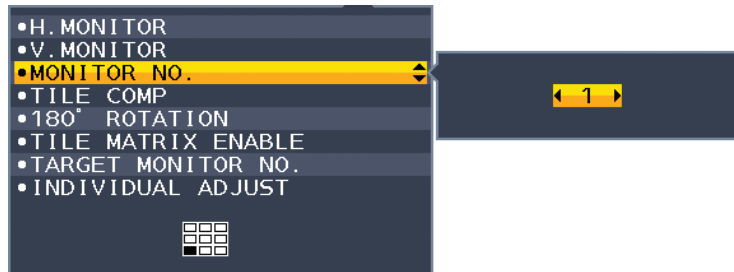 •H.MONITOR
•V.MONITOR
•MONITOR NO.
1
•TILE COMP
•180° ROTATION
•TILE MATRIX ENABLE
•TARGET MONITOR NO.
•INDIVIDUAL ADJUST